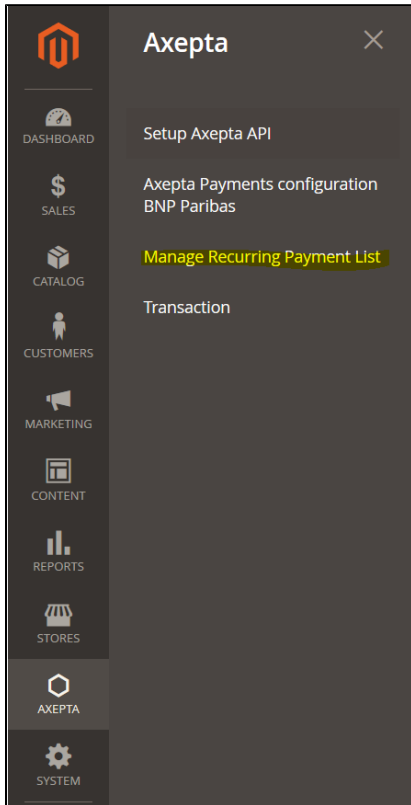 Axepta
DASHBOARD
SALES
CATALOG
CUSTOMERS
MARKETING
CONTENT
REPORTS
STORES
AXEPTA
SYSTEM
Setup Axepta API
Axepta Payments configuration
BNP Paribas
Manage Recurring Payment List
Transaction